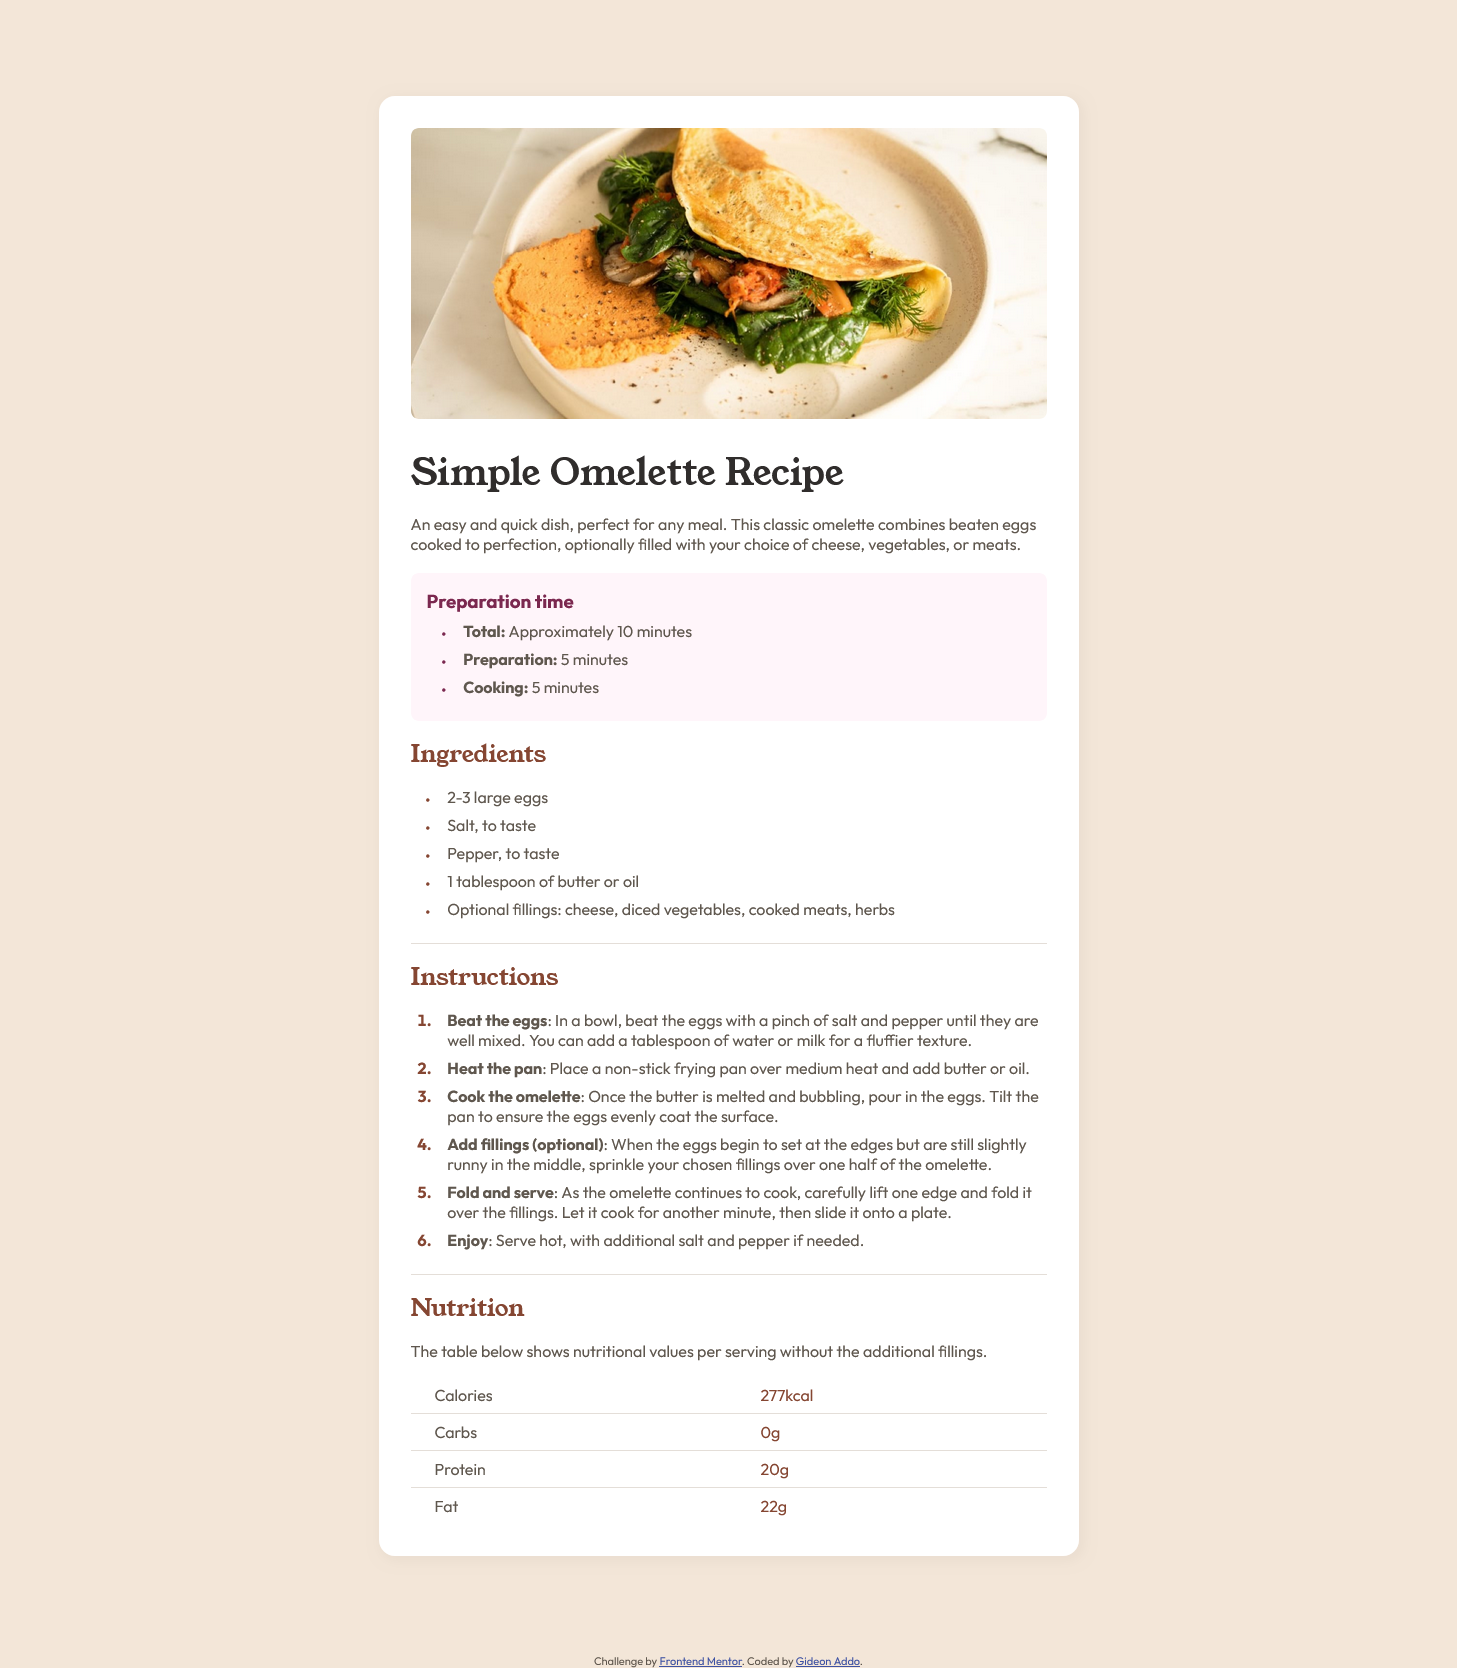 Simple Omelette Recipe
An easy and quick dish, perfect for any meal. This classic omelette combines beaten eggs
cooked to perfection, optionally filled with your choice of cheese, vegetables, or meats.
Preparation time
• Total: Approximately 10 minutes
• Preparation: 5 minutes
• Cooking: 5 minutes
Ingredients
• 2-3 large eggs
• Salt, to taste
• Pepper, to taste
• 1 tablespoon of butter or oil
• Optional fillings: cheese, diced vegetables, cooked meats, herbs
Instructions
1. Beat the eggs: In a bowl, beat the eggs with a pinch of salt and pepper until they are
well mixed. You can add a tablespoon of water or milk for a fluffier texture.
2. Heat the pan: Place a non-stick frying pan over medium heat and add butter or oil.
3. Cook the omelette: Once the butter is melted and bubbling, pour in the eggs. Tilt the
pan to ensure the eggs evenly coat the surface.
4. Add fillings (optional): When the eggs begin to set at the edges but are still slightly
runny in the middle, sprinkle your chosen fillings over one half of the omelette.
5. Fold and serve: As the omelette continues to cook, carefully lift one edge and fold it
over the fillings. Let it cook for another minute, then slide it onto a plate.
6. Enjoy: Serve hot, with additional salt and pepper if needed.
Nutrition
The table below shows nutritional values per serving without the additional fillings.
Calories 277kcal
Carbs 0g
Protein 20g
Fat 22g
Challenge by Frontend Mentor. Coded by Gideon Addo.